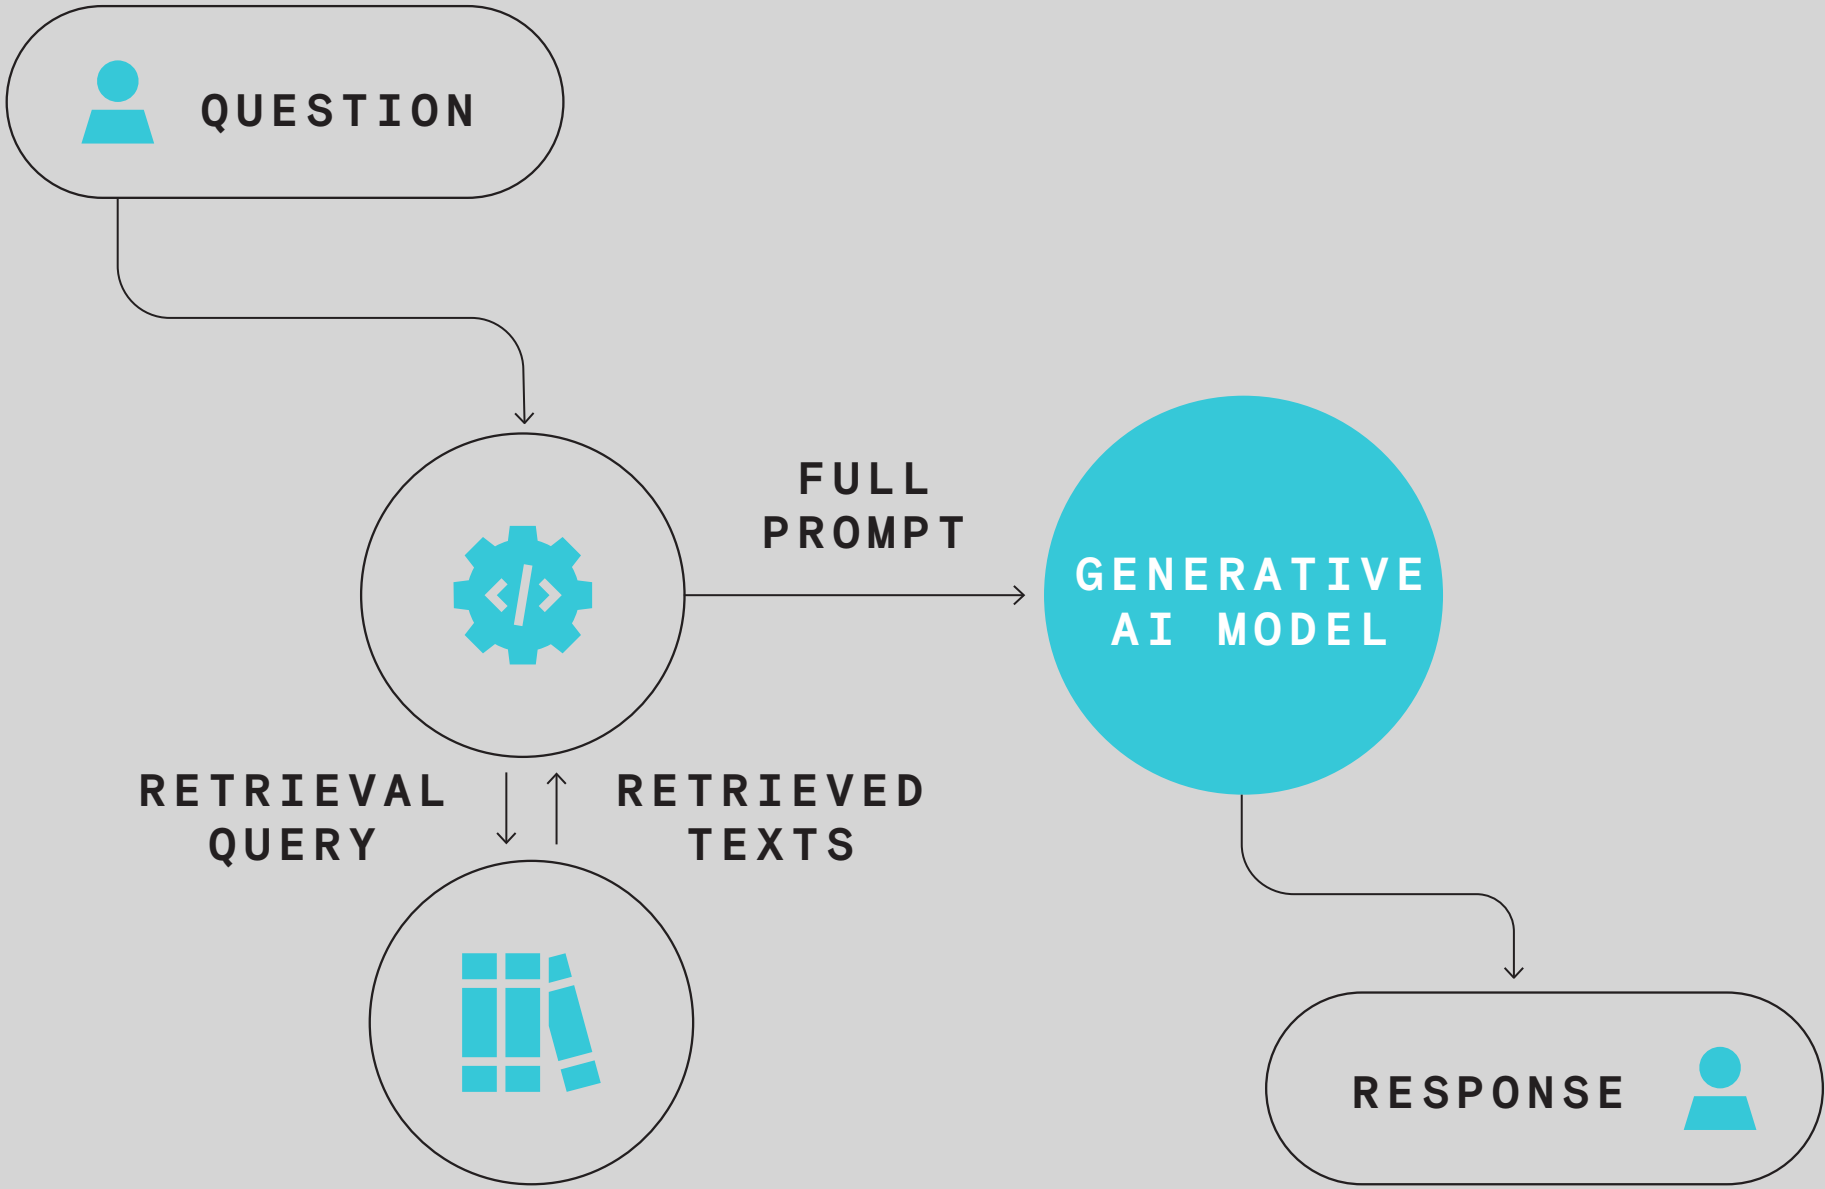 QUESTION
FULL
PROMPT
GENERATIVE
AI MODEL
RETRIEVAL
QUERY
RETRIEVED
TEXTS
RESPONSE